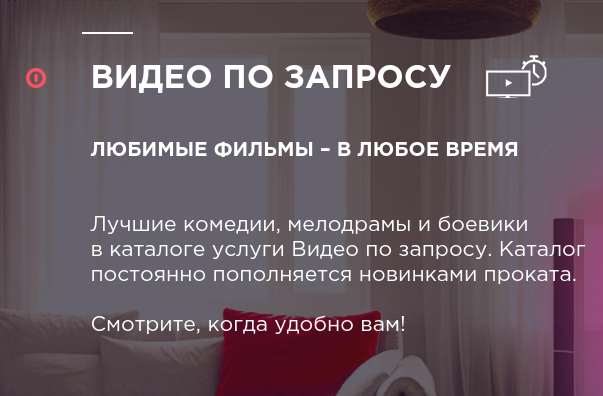 ВИДЕО ПО ЗАПРОСУ
ЛЮБИМЫЕ ФИЛЬМЫ – В ЛЮБОЕ ВРЕМЯ
Лучшие комедии, мелодрамы и боевики
в каталоге услуги Видео по запросу. Каталог
постоянно пополняется новинками проката.
Смотрите, когда удобно вам!